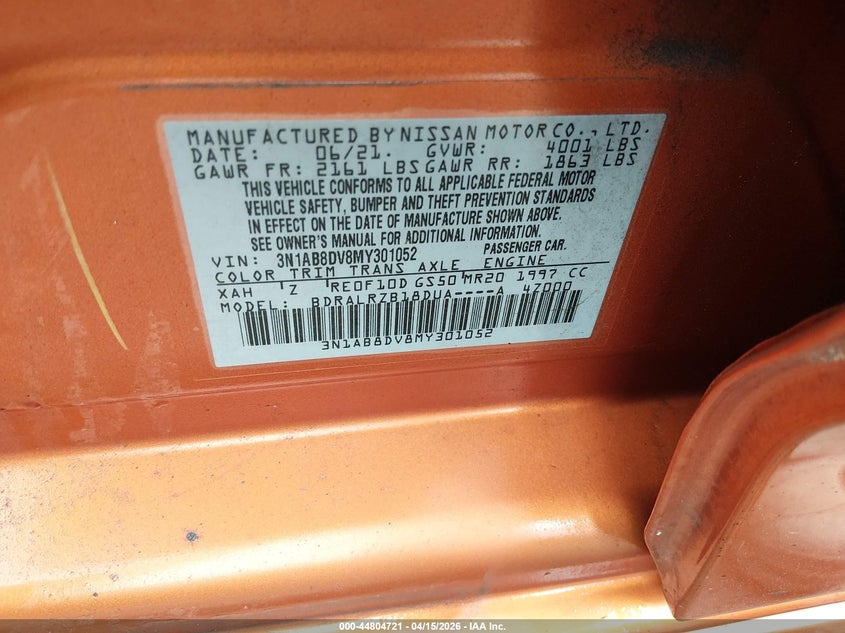 MANUFACTURED BY NISSAN MOTOR CO., LTD.
DATE: 06/21. GVWR: 4001 LBS
GAWR FR: 2161 LBS GAWR RR: 1863 LBS
THIS VEHICLE CONFORMS TO ALL APPLICABLE FEDERAL MOTOR
VEHICLE SAFETY, BUMPER AND THEFT PREVENTION STANDARDS
IN EFFECT ON THE DATE OF MANUFACTURE SHOWN ABOVE.
SEE OWNER'S MANUAL FOR ADDITIONAL INFORMATION.
VIN: 3N1AB8DV8MY301052 PASSENGER CAR.
COLOR TRIM TRANS AXLE ENGINE
XAH Z RE0F10D GS50 MR20 1997 CC
MODEL: BDRALRZB18DUA----A 4Z000
3N1AB8DV8MY301052
000-44804721 - 04/15/2026 - IAA Inc.